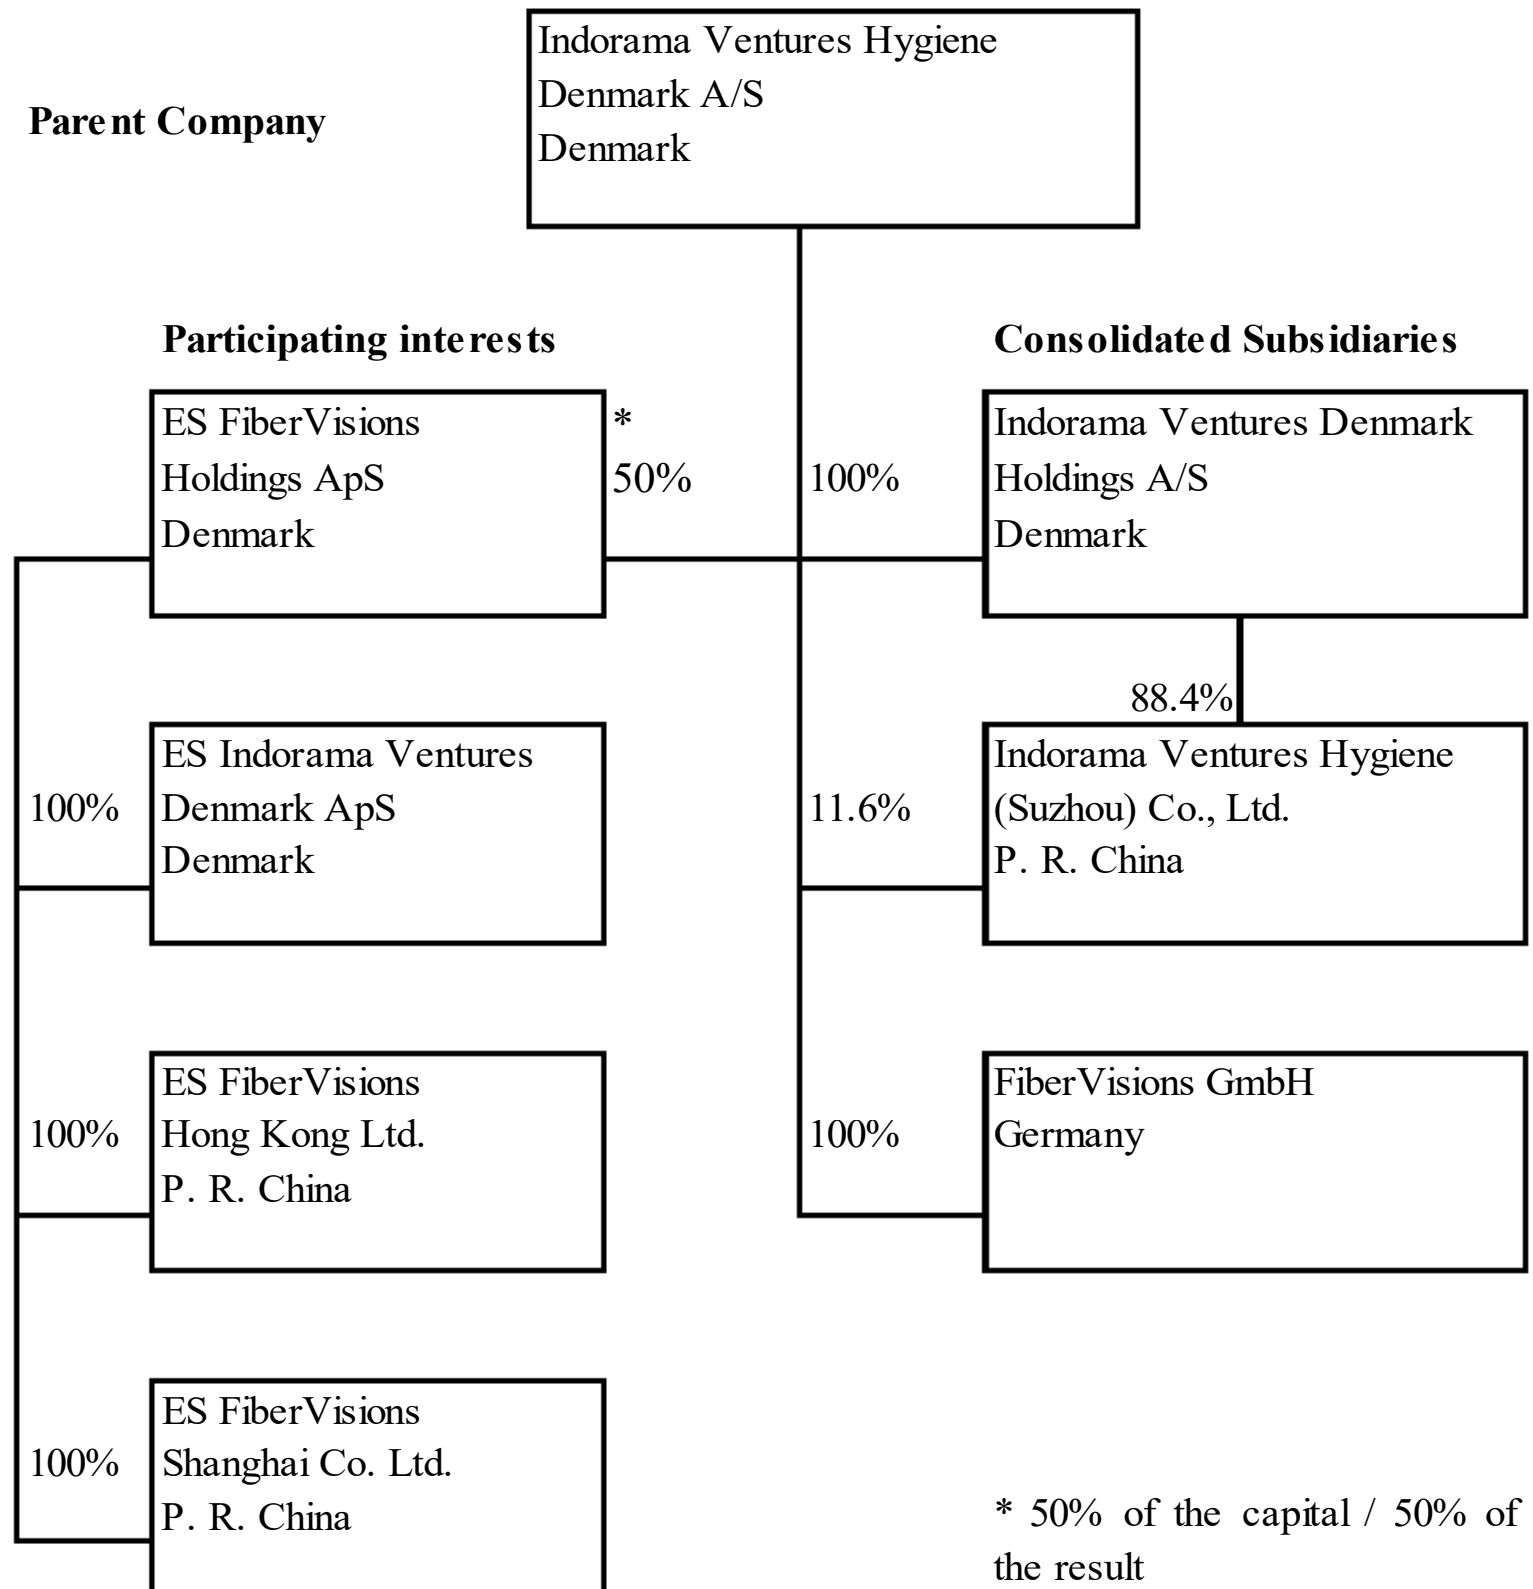 Indorama Ventures Hygiene
Denmark A/S
Denmark
Parent Company
Participating interests
Consolidated Subsidiaries
ES FiberVisions
Holdings ApS
Denmark
*
50%
100%
Indorama Ventures Denmark
Holdings A/S
Denmark
88.4%
100%
ES Indorama Ventures
Denmark ApS
Denmark
11.6%
Indorama Ventures Hygiene
(Suzhou) Co., Ltd.
P. R. China
100%
ES FiberVisions
Hong Kong Ltd.
P. R. China
100%
FiberVisions GmbH
Germany
100%
ES FiberVisions
Shanghai Co. Ltd.
P. R. China
* 50% of the capital / 50% of
the result